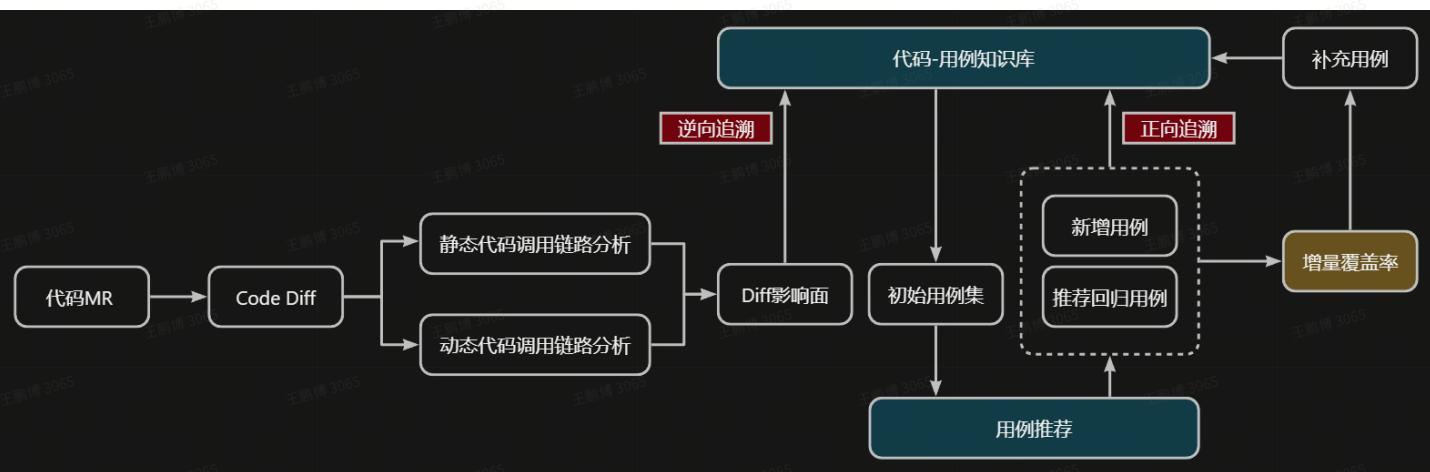 代码-用例知识库
补充用例
逆向追溯
正向追溯
新增用例
静态代码调用链路分析
增量覆盖率
代码MR
Code Diff
Diff影响面
初始用例集
推荐回归用例
动态代码调用链路分析
用例推荐
王鹏博 3065